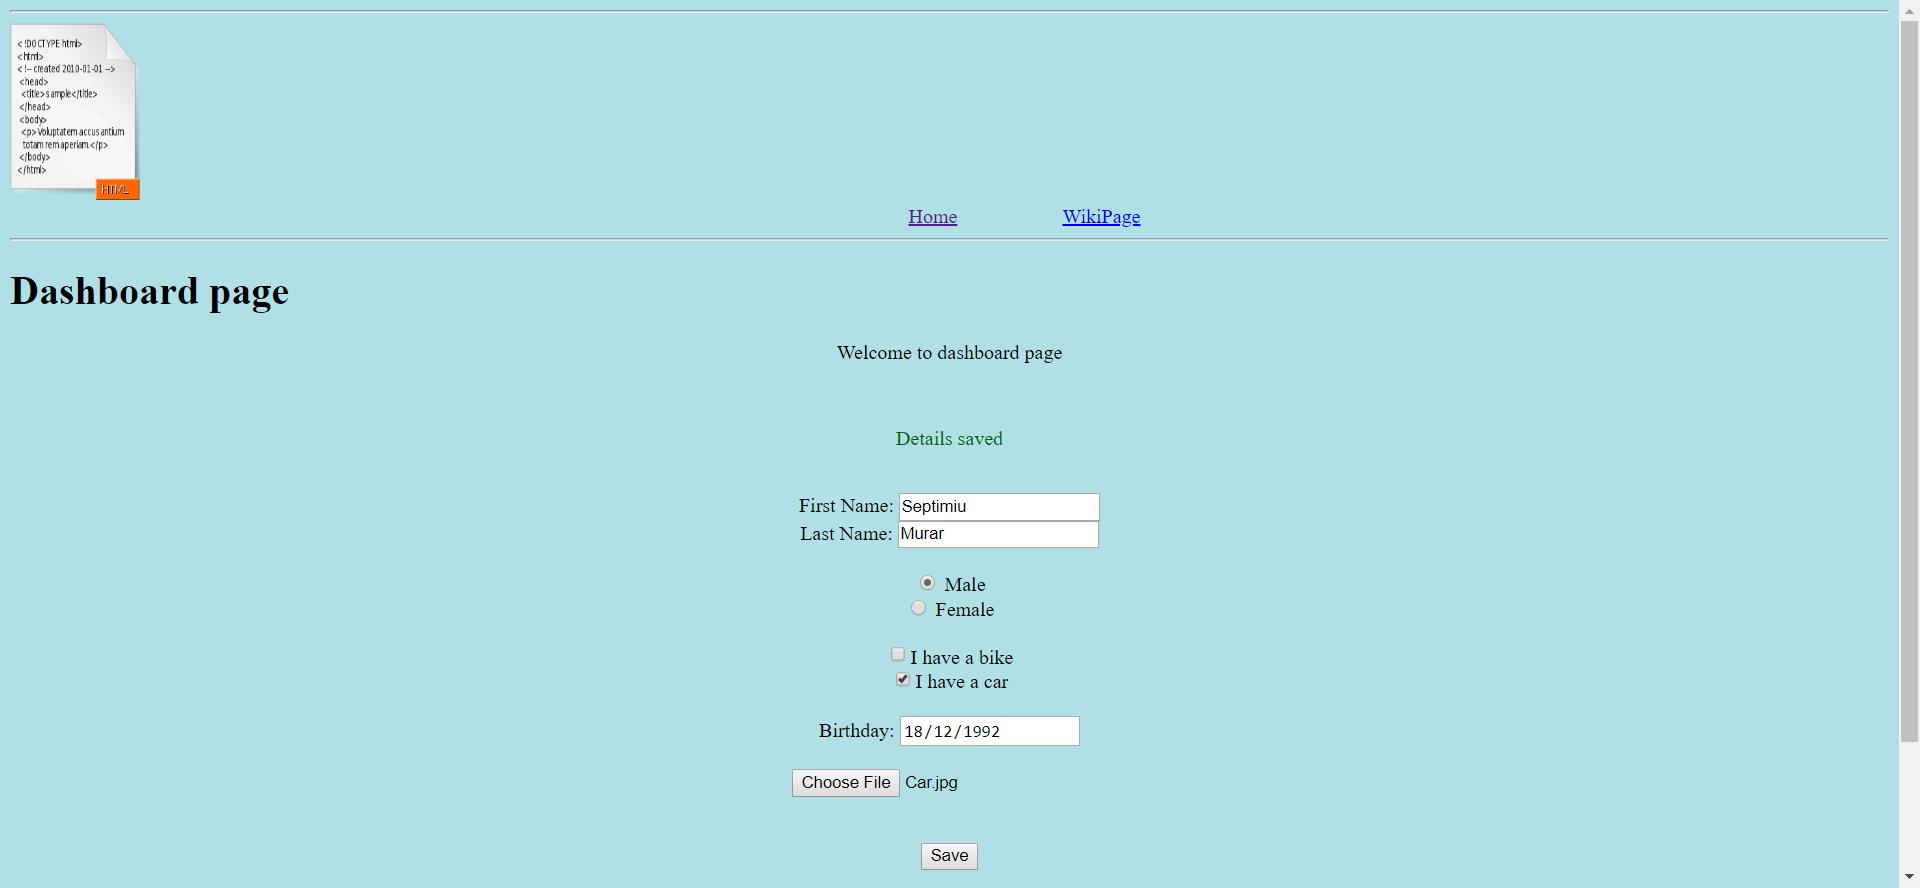 < !DOCTYPE html>
<html>
< !-- created 2010-01-01 -->
<head>
<title>sample</title>
</head>
<body>
<p>Voluptatem accusantium
totam rem aperiam.</p>
</body>
</html>
HTML
Home WikiPage
Dashboard page
Welcome to dashboard page
Details saved
First Name: Septimiu
Last Name: Murar
Male
Female
I have a bike
I have a car
Birthday: 18/12/1992
Choose File Car.jpg
Save